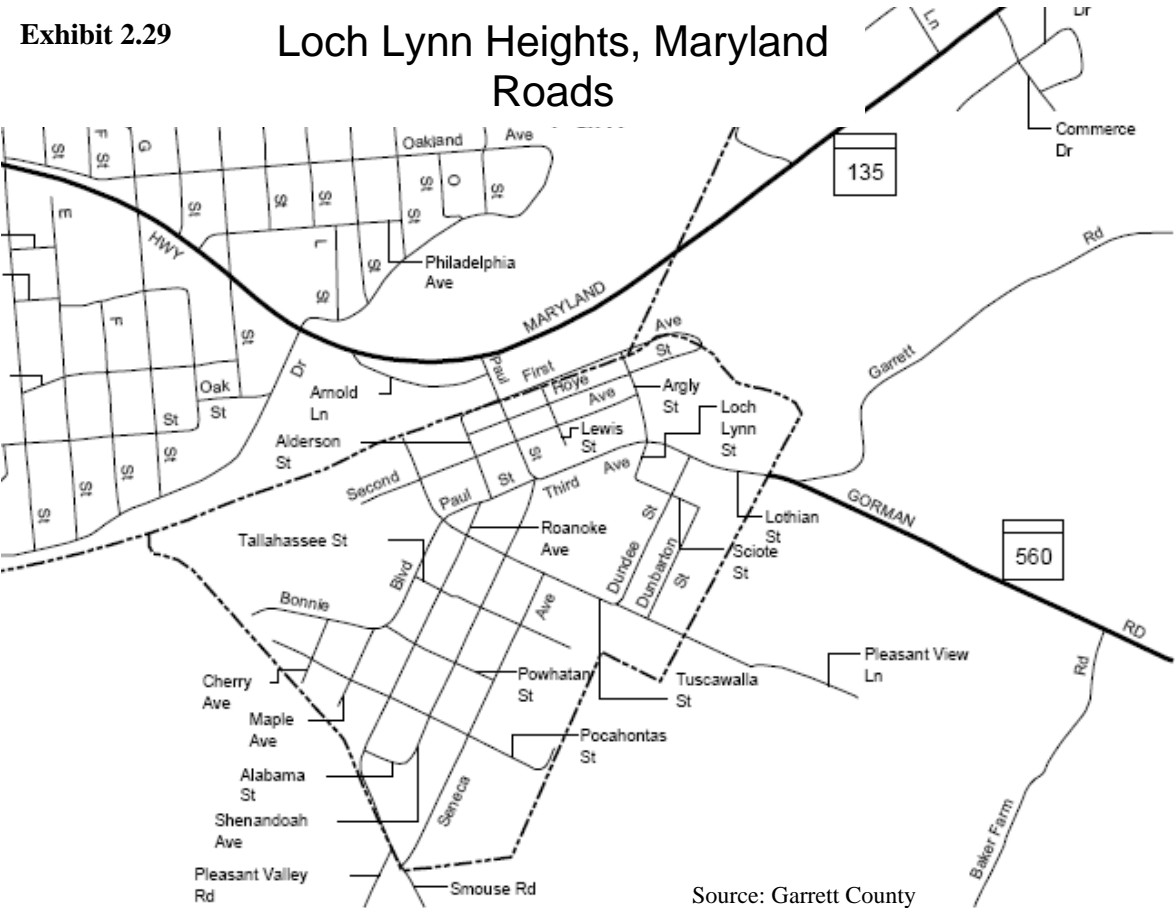 Exhibit 2.29
Loch Lynn Heights, Maryland
Roads
Ln
Dr
Commerce
Dr
135
Oakland Ave
St
F
St
G
St
St
St
St
O
St
St
E
HWY
L
St
St
Philadelphia
Ave
MARYLAND
Rd
Garrett
F
St
Dr
Oak
St
St
St
St
St
St
Arnold
Ln
Paul
First Ave
Hoye St
Ave
Argyl
St
Lewis
St
Loch
Lynn
St
Alderson
St
Second
St
Third Ave
Paul St
Lothian
St
GORMAN
560
RD
Roanoke
Ave
Tallahassee St
Blvd
Bonnie
Ave
Dundee St
Dunbarton St
Sciote
St
Cherry
Ave
Maple
Ave
Powhatan
St
Tuscawalla
St
Pleasant View
Ln
Rd
Pocahontas
St
Alabama
St
Seneca
Shenandoah
Ave
Baker Farm
Pleasant Valley
Rd
Smouse Rd
Source: Garrett County